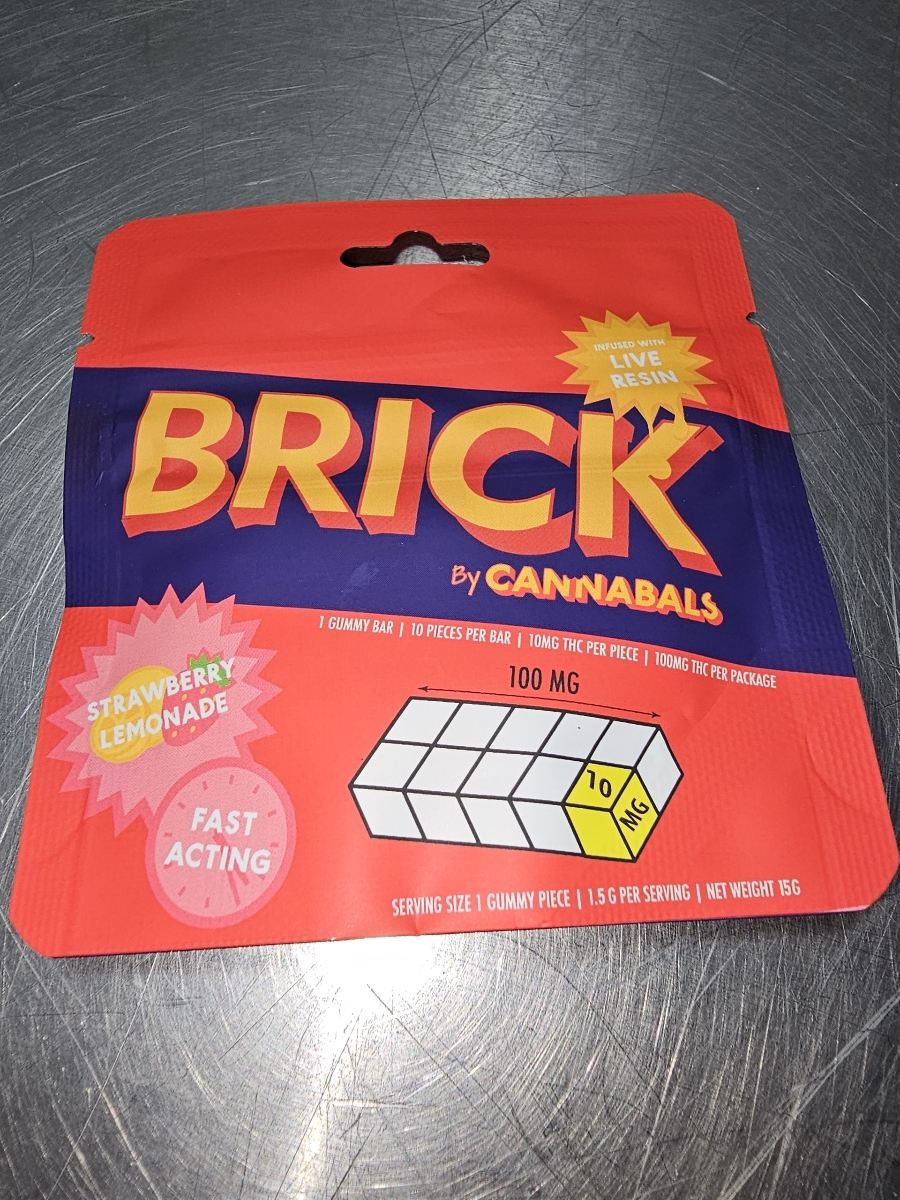 INFUSED WITH
LIVE
RESIN
BRICK
By CANNABALS
1 GUMMY BAR | 10 PIECES PER BAR | 10MG THC PER PIECE | 100MG THC PER PACKAGE
STRAWBERRY
LEMONADE
100 MG
10
MG
FAST
ACTING
SERVING SIZE 1 GUMMY PIECE | 1.5 G PER SERVING | NET WEIGHT 15G